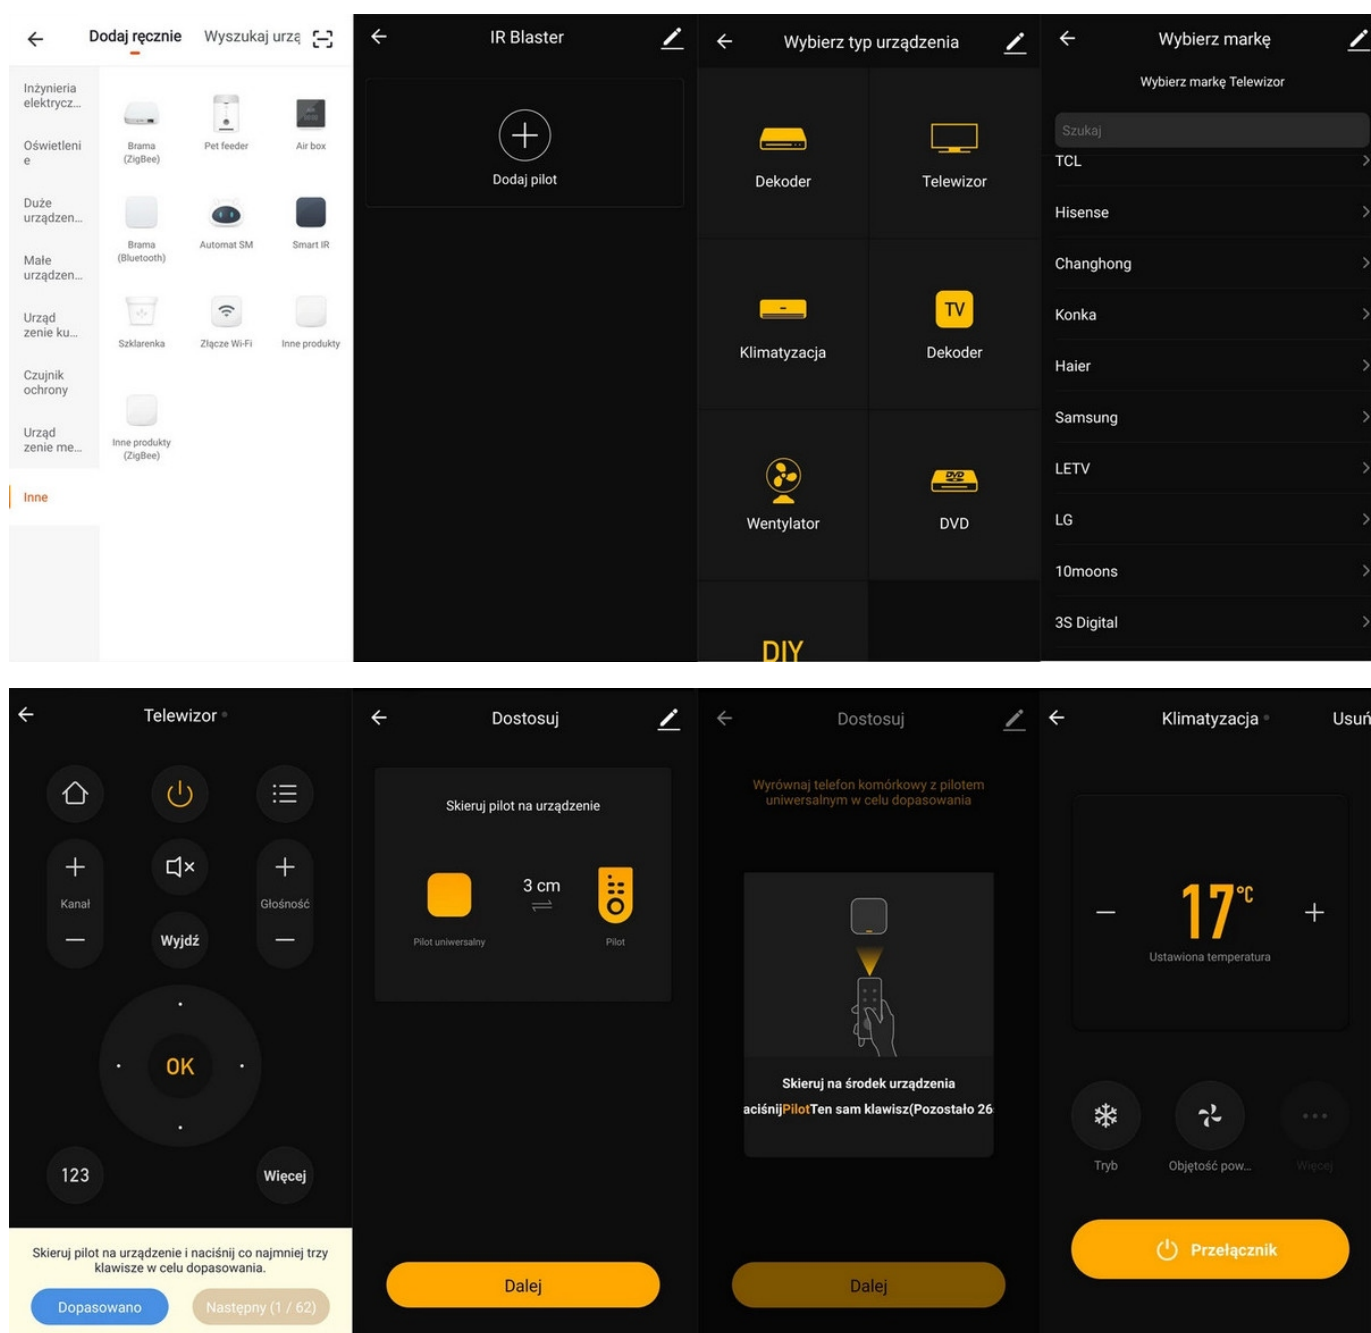 Dodaj ręcznie
Wyszukaj urzą
Inżynieria
elektrycz...
Oświetleni
e
Duże
urządzen...
Małe
urządzen...
Urząd
zenie ku...
Czujnik
ochrony
Urząd
zenie me...
Inne
Brama
(ZigBee)
Pet feeder
Air box
Brama
(Bluetooth)
Automat SM
Smart IR
Szklarenka
Złącze Wi-Fi
Inne produkty
Inne produkty
(ZigBee)
IR Blaster
Dodaj pilot
Wybierz typ urządzenia
Dekoder
Telewizor
Klimatyzacja
TV
Dekoder
Wentylator
DVD
DVD
DIY
Wybierz markę
Wybierz markę Telewizor
Szukaj
TCL
Hisense
Changhong
Konka
Haier
Samsung
LETV
LG
10moons
3S Digital
Telewizor
Kanał
Głośność
Wyjdź
OK
123
Więcej
Skieruj pilot na urządzenie i naciśnij co najmniej trzy
klawisze w celu dopasowania.
Dopasowano
Następny (1 / 62)
Dostosuj
Skieruj pilot na urządzenie
3 cm
Pilot uniwersalny
Pilot
Dalej
Dostosuj
Wyrównaj telefon komórkowy z pilotem
uniwersalnym w celu dopasowania
Skieruj na środek urządzenia
aciśnijPilotTen sam klawisz(Pozostało 26
Dalej
Klimatyzacja
Usuń
17°C
Ustawiona temperatura
Tryb
Objętość pow...
Więcej
Przełącznik